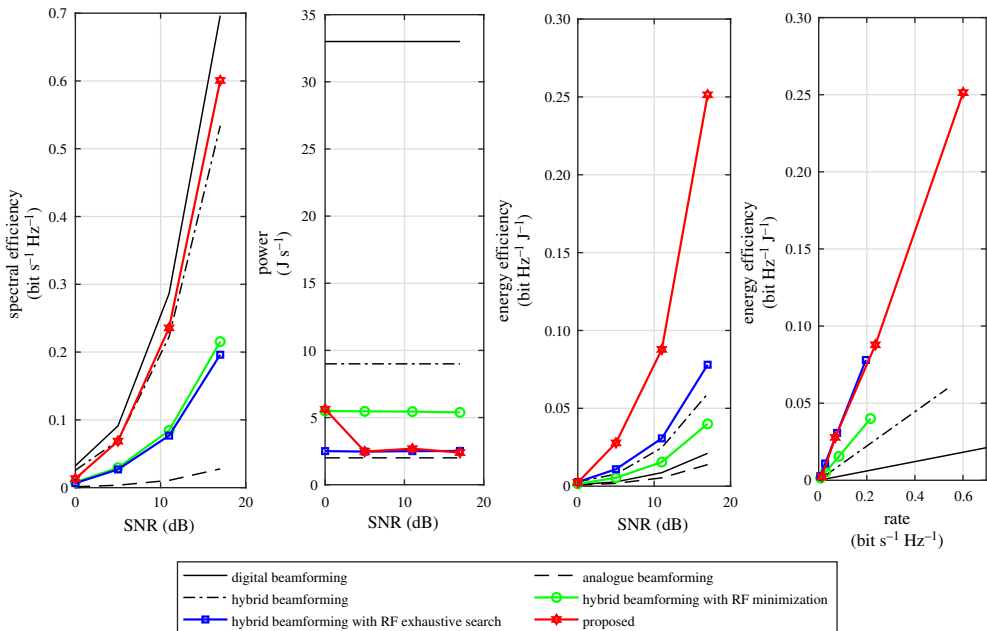 0.7
0.6
0.5
0.4
0.3
0.2
0.1
0
0
10
20
SNR (dB)
spectral efficiency
(bit s−1 Hz−1)
35
30
25
20
15
10
5
0
0
10
20
SNR (dB)
power
(J s−1)
0.30
0.25
0.20
0.15
0.10
0.05
0
0
10
20
SNR (dB)
energy efficiency
(bit Hz−1 J−1)
0.30
0.25
0.20
0.15
0.10
0.05
0
0
0.2
0.4
0.6
rate
(bit s−1 Hz−1)
energy efficiency
(bit Hz−1 J−1)
digital beamforming
hybrid beamforming
hybrid beamforming with RF exhaustive search
analogue beamforming
hybrid beamforming with RF minimization
proposed